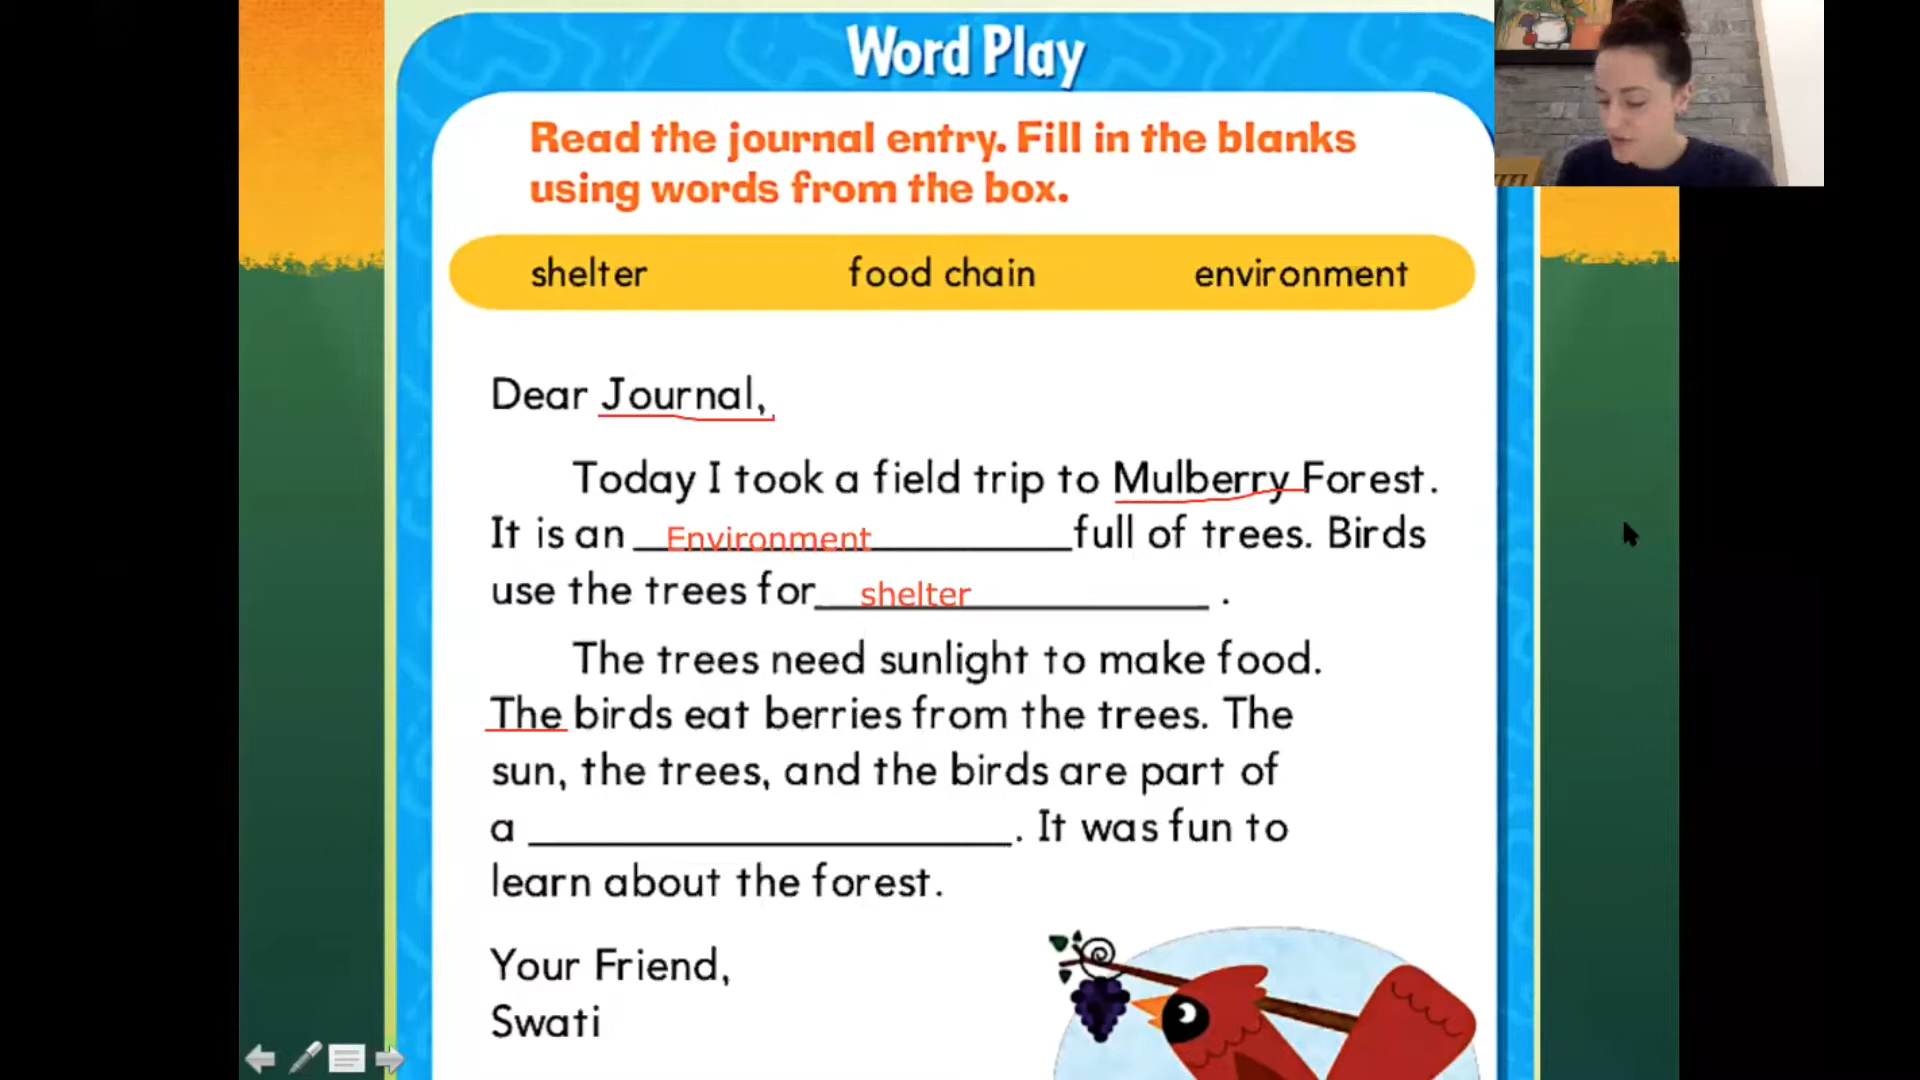 Word Play
Read the journal entry. Fill in the blanks
using words from the box.
shelter food chain environment
Dear Journal,
Today I took a field trip to Mulberry Forest.
It is an Environment full of trees. Birds
use the trees for shelter .
The trees need sunlight to make food.
The birds eat berries from the trees. The
sun, the trees, and the birds are part of
a ____________________. It was fun to
learn about the forest.
Your Friend,
Swati